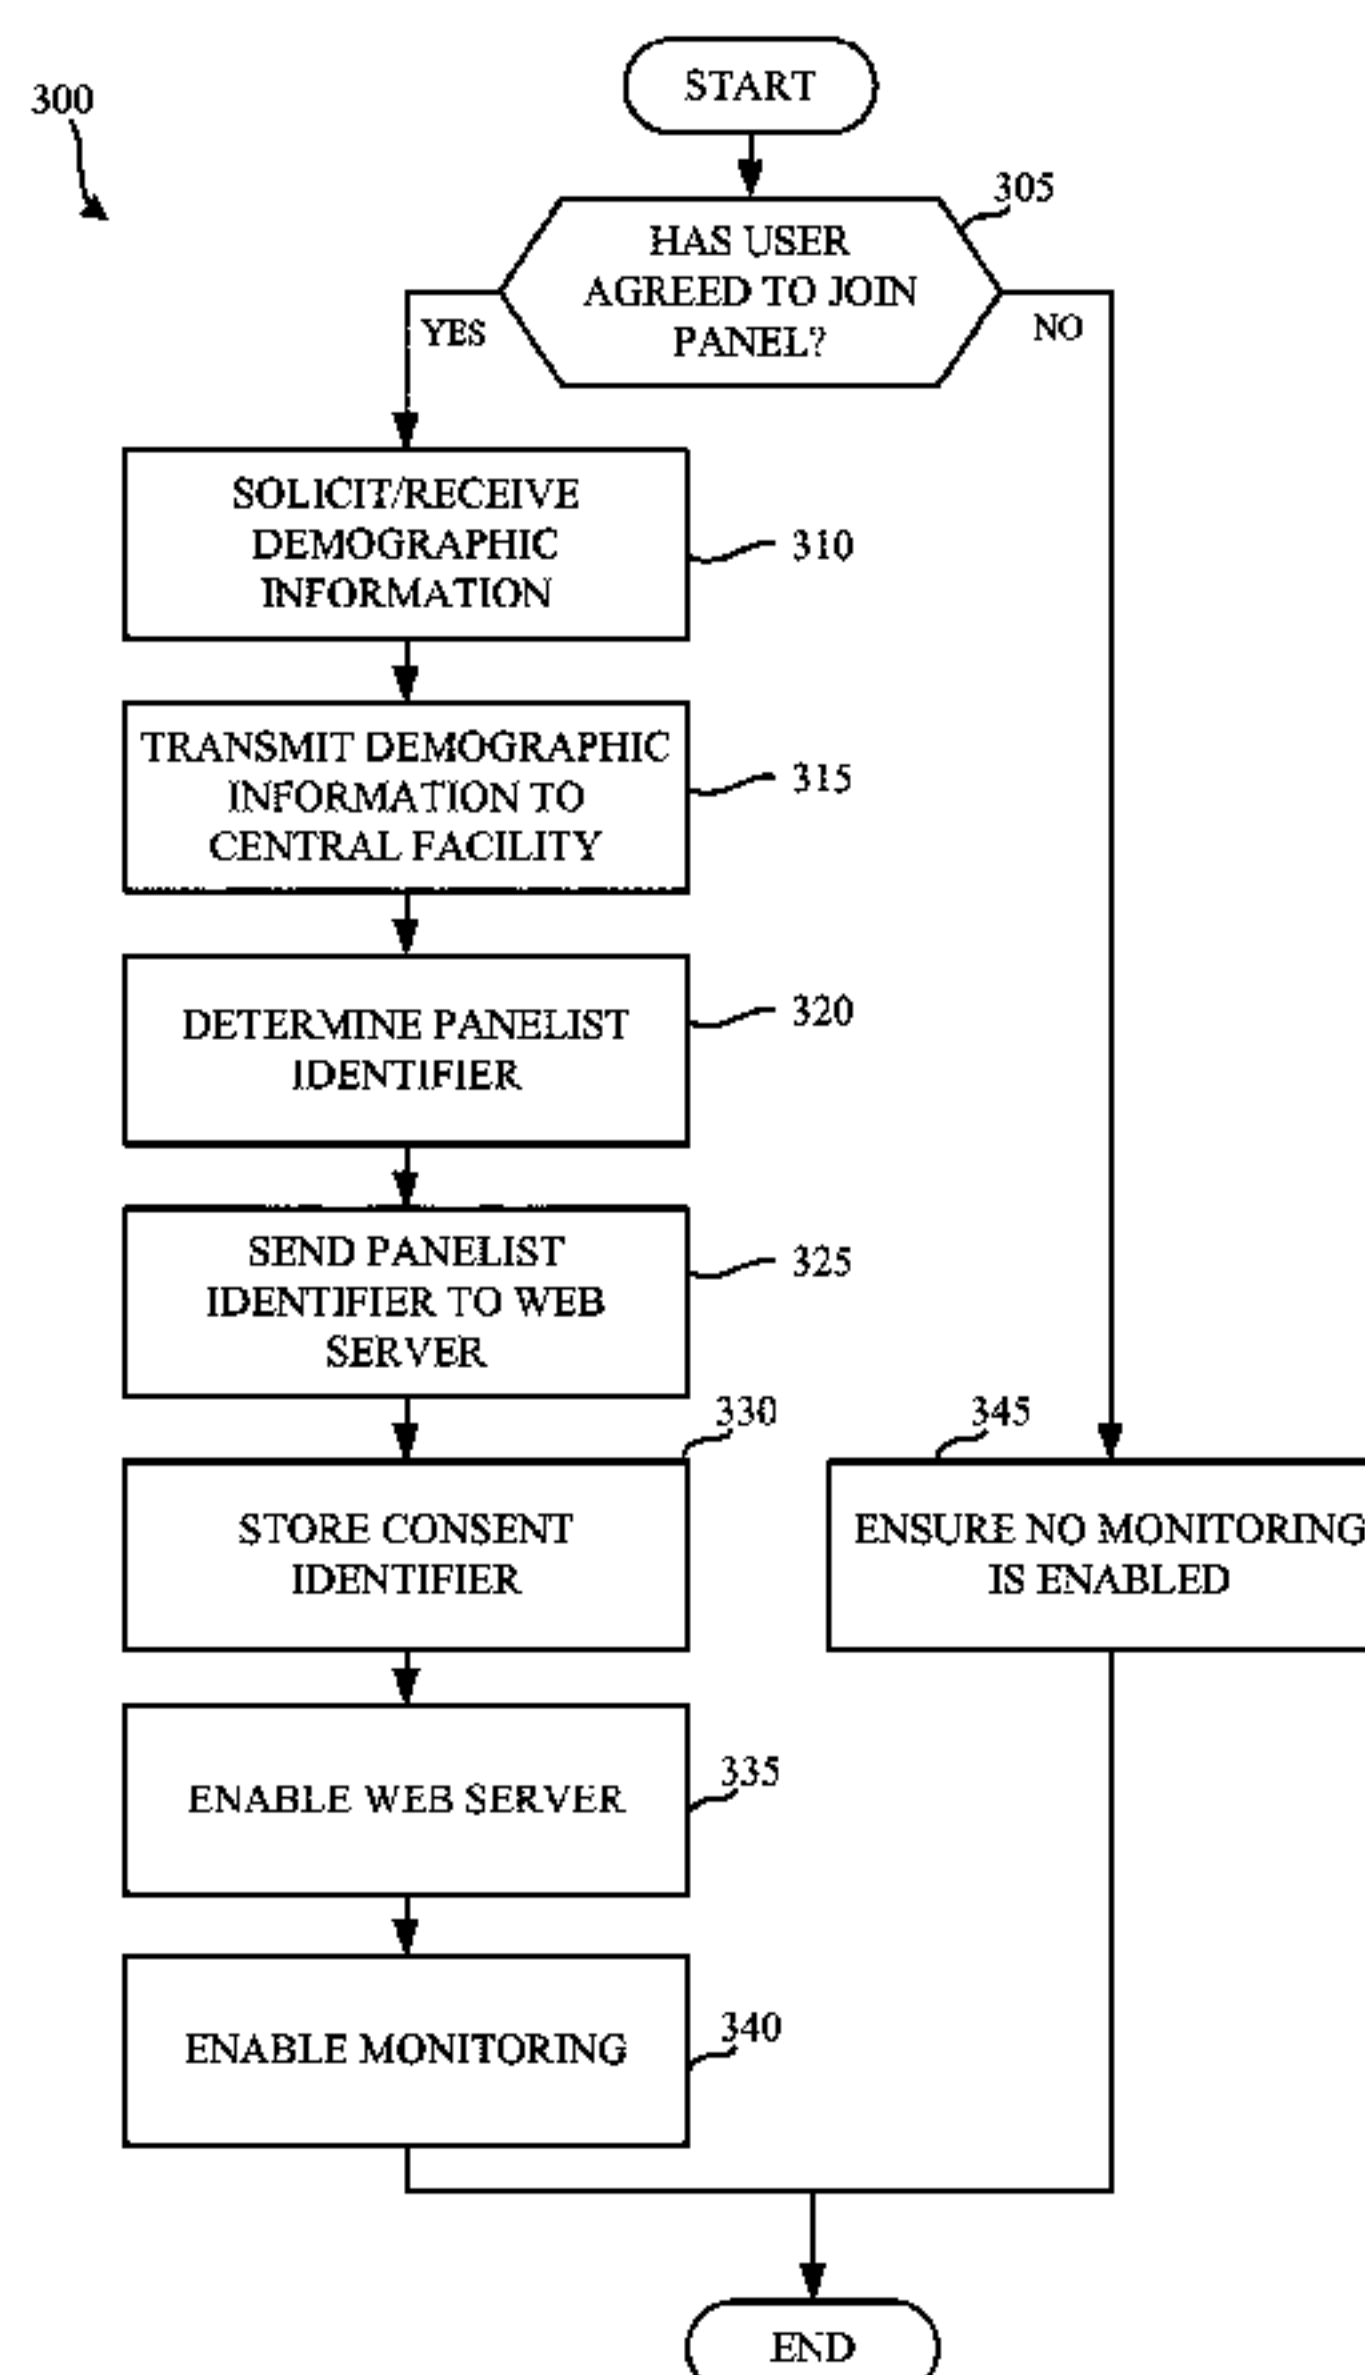 300
START
305
HAS USER
AGREED TO JOIN
PANEL?
YES
NO
SOLICIT/RECEIVE
DEMOGRAPHIC
INFORMATION
310
TRANSMIT DEMOGRAPHIC
INFORMATION TO
CENTRAL FACILITY
315
DETERMINE PANELIST
IDENTIFIER
320
SEND PANELIST
IDENTIFIER TO WEB
SERVER
325
330
STORE CONSENT
IDENTIFIER
345
ENSURE NO MONITORING
IS ENABLED
ENABLE WEB SERVER
335
ENABLE MONITORING
340
END